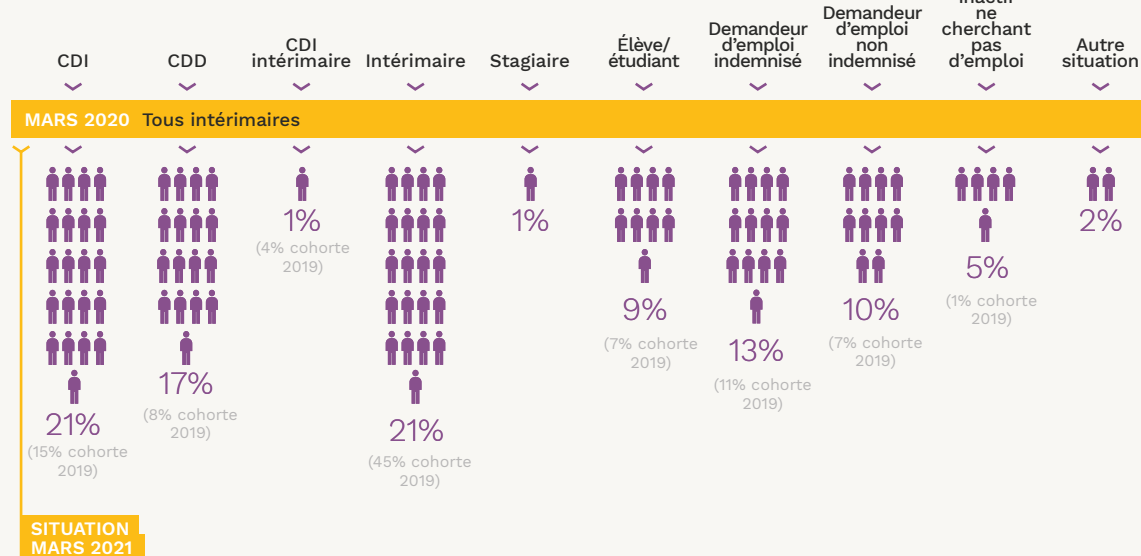 CDI
CDD
CDI
intérimaire
Intérimaire
Stagiaire
Élève/
étudiant
Demandeur
d'emploi
indemnisé
Demandeur
d'emploi
non
indemnisé
inactif
ne
cherchant
pas
d'emploi
Autre
situation
MARS 2020 Tous intérimaires
21%
(15% cohorte
2019)
17%
(8% cohorte
2019)
1%
(4% cohorte
2019)
21%
(45% cohorte
2019)
1%
9%
(7% cohorte
2019)
13%
(11% cohorte
2019)
10%
(7% cohorte
2019)
5%
(1% cohorte
2019)
2%
SITUATION
MARS 2021